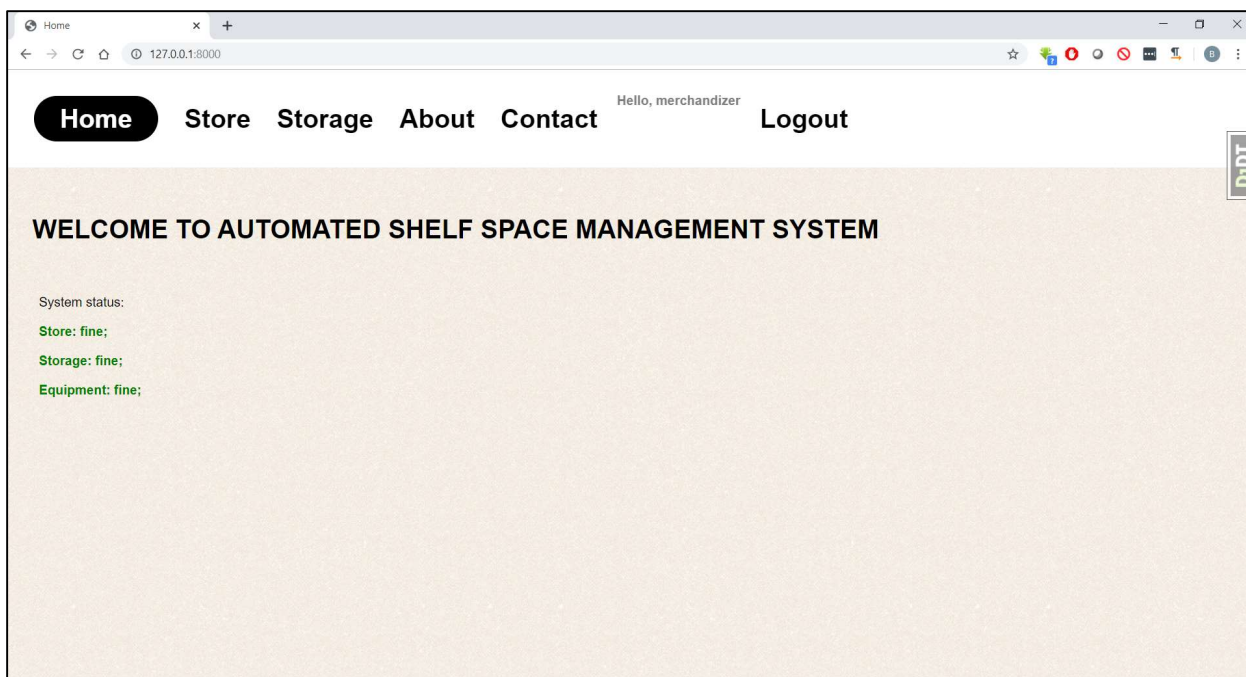 Home
127.0.0.1:8000
B
Home Store Storage About Contact Hello, merchandizer Logout
DjDT
WELCOME TO AUTOMATED SHELF SPACE MANAGEMENT SYSTEM
System status:
Store: fine;
Storage: fine;
Equipment: fine;